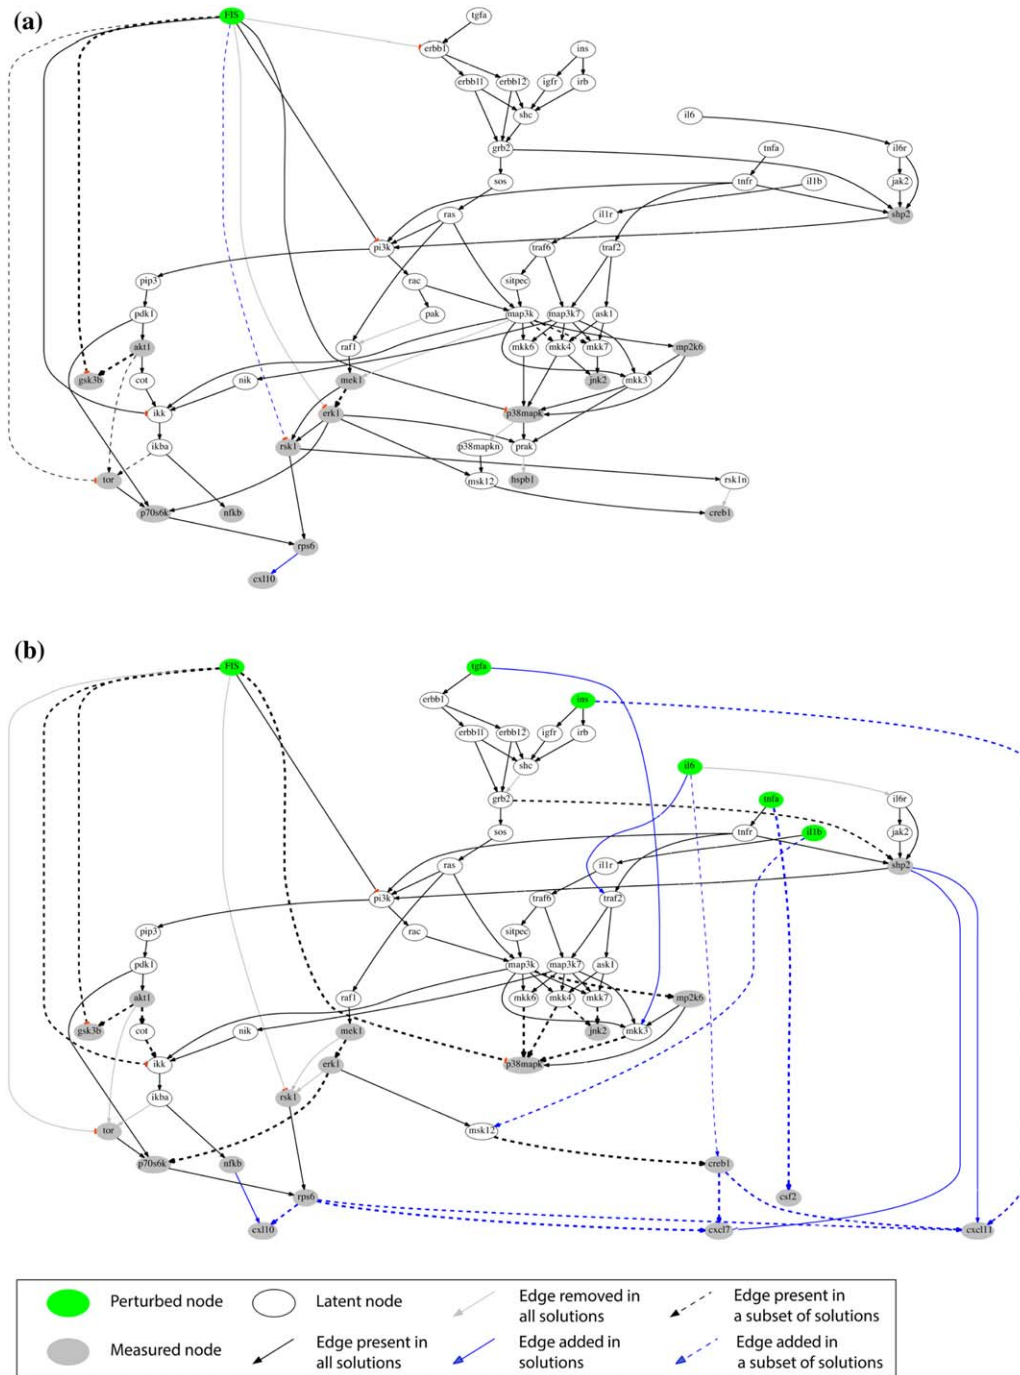 (a)
FIS
tgfa
erbb1
ins
erbb11
erbb12
igfr
irb
shc
il6
grb2
tnfa
il6r
sos
tnfr
il1b
jak2
ras
il1r
shp2
pi3k
traf6
traf2
pip3
rac
sitpec
pdk1
pak
map3k
map3k7
ask1
akt1
raf1
mkk6
mkk4
mkk7
mp2k6
gsk3b
cot
nik
mek1
jnk2
mkk3
ikk
erk1
p38mapk
ikba
rsk1
p38mapkn
prak
tor
msk12
hspb1
rsk1n
p70s6k
nfkb
creb1
rps6
cxl10
(b)
FIS
tgfa
erbb1
ins
erbb11
erbb12
igfr
irb
shc
il6
grb2
tnfa
il6r
sos
tnfr
il1b
jak2
ras
il1r
shp2
pi3k
traf6
traf2
pip3
rac
sitpec
pdk1
map3k
map3k7
ask1
akt1
raf1
mkk6
mkk4
mkk7
mp2k6
gsk3b
cot
nik
mek1
jnk2
mkk3
ikk
erk1
p38mapk
ikba
rsk1
tor
msk12
p70s6k
nfkb
creb1
rps6
csf2
cxl10
cxcl7
cxcl11
Perturbed node
Latent node
Edge removed in
all solutions
Edge present in
a subset of solutions
Measured node
Edge present in
all solutions
Edge added in
solutions
Edge added in
a subset of solutions